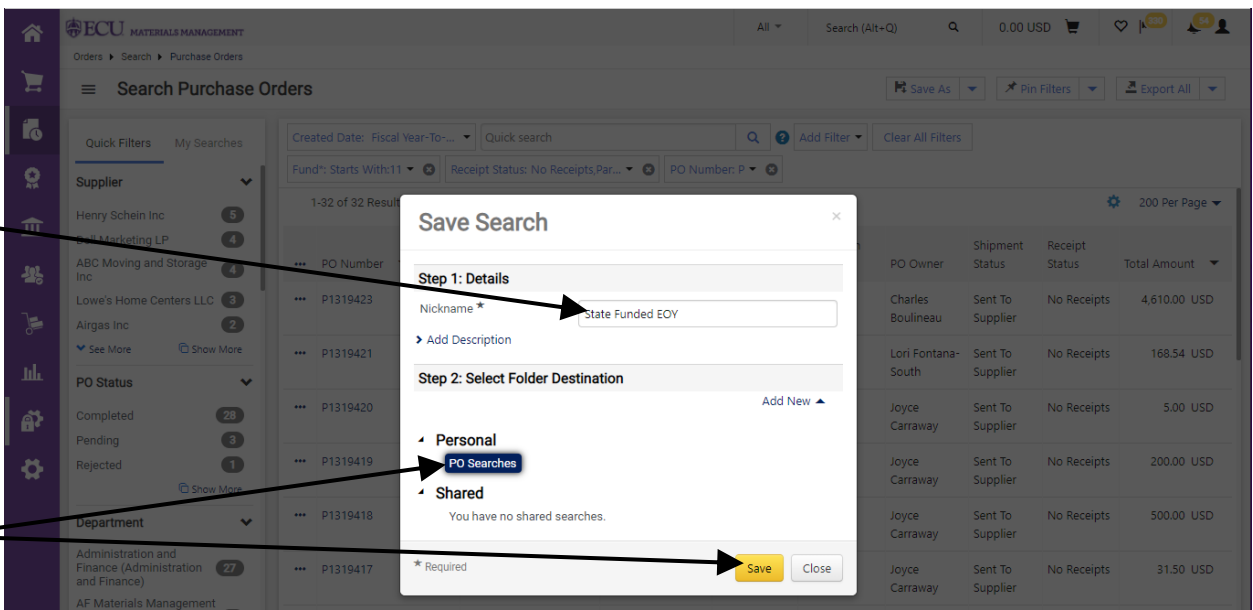 ECU MATERIALS MANAGEMENT
All
Search (Alt+Q)
0.00 USD
Orders Search Purchase Orders
Search Purchase Orders
Save As
Pin Filters
Export All
Quick Filters
My Searches
Created Date: Fiscal Year-To-...
Quick search
Add Filter
Clear All Filters
Fund*: Starts With:11
Receipt Status: No Receipts,Par...
PO Number: P
Supplier
Henry Schein Inc 5
Dell Marketing LP 4
ABC Moving and Storage
Inc 4
Lowe's Home Centers LLC 3
Airgas Inc 2
See More
Show More
PO Status
Completed 28
Pending 3
Rejected 1
Show More
Department
Administration and
Finance (Administration 27
and Finance)
AF Materials Management
1-32 of 32 Result
200 Per Page
PO Number
PO Owner
Shipment
Status
Receipt
Status
Total Amount
P1319423
Charles
Boulineau
Sent To
Supplier
No Receipts
4,610.00 USD
P1319421
Lori Fontana-
South
Sent To
Supplier
No Receipts
168.54 USD
P1319420
Joyce
Carraway
Sent To
Supplier
No Receipts
5.00 USD
P1319419
Joyce
Carraway
Sent To
Supplier
No Receipts
200.00 USD
P1319418
Joyce
Carraway
Sent To
Supplier
No Receipts
500.00 USD
P1319417
Joyce
Carraway
Sent To
Supplier
No Receipts
31.50 USD
Save Search
×
Step 1: Details
Nickname *
State Funded EOY
Add Description
Step 2: Select Folder Destination
Add New
Personal
PO Searches
Shared
You have no shared searches.
* Required
Save
Close